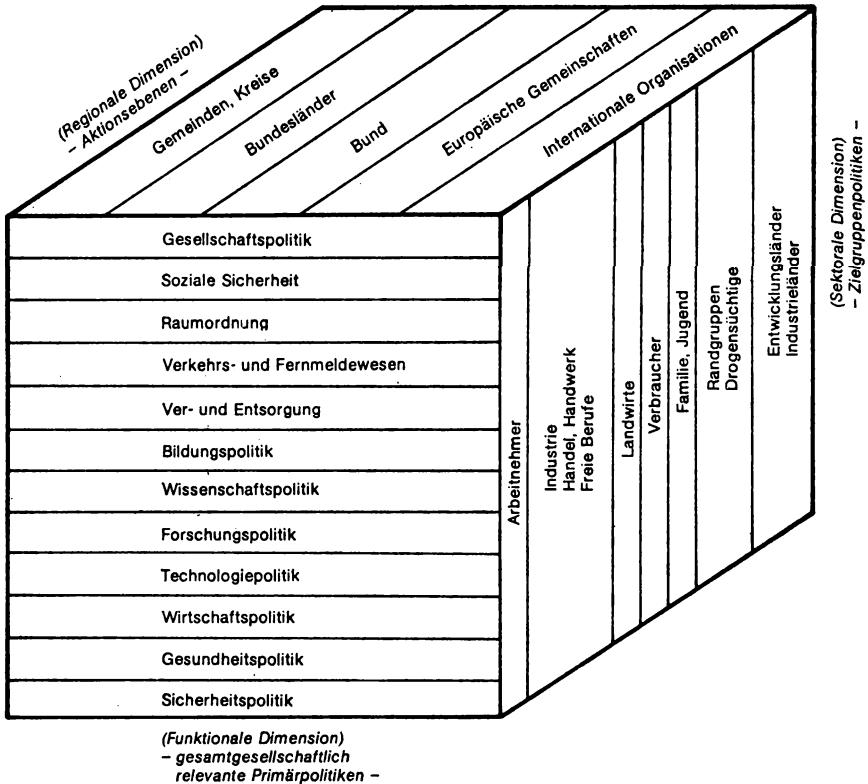 (Regionale Dimension)
– Aktionsebenen –
Gemeinden, Kreise
Bundesländer
Bund
Europäische Gemeinschaften
Internationale Organisationen
Gesellschaftspolitik
Soziale Sicherheit
Raumordnung
Verkehrs- und Fernmeldewesen
Ver- und Entsorgung
Bildungspolitik
Wissenschaftspolitik
Forschungspolitik
Technologiepolitik
Wirtschaftspolitik
Gesundheitspolitik
Sicherheitspolitik
(Funktionale Dimension)
– gesamtgesellschaftlich
relevante Primärpolitiken –
Arbeitnehmer
Industrie
Handel, Handwerk
Freie Berufe
Landwirte
Verbraucher
Familie, Jugend
Randgruppen
Drogensüchtige
Entwicklungsländer
Industrieländer
(Sektorale Dimension)
– Zielgruppenpolitiken –